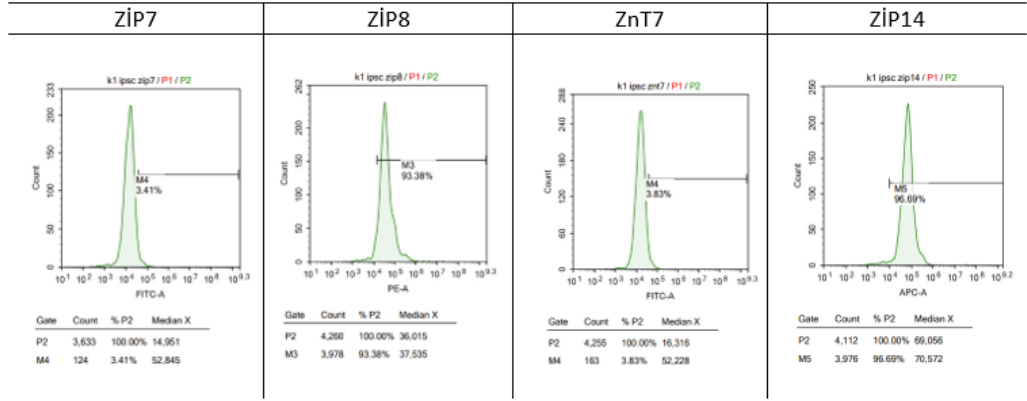 ZİP7
k1 ipsc zip7 / P1 / P2
233
200
150
100
50
0
Count
M4
3.41%
10^1 10^2 10^3 10^4 10^5 10^6 10^7 10^8 10^9.3
FITC-A
Gate Count % P2 Median X
P2 3,633 100.00% 14,951
M4 124 3.41% 52,845
ZİP8
k1 ipsc zip8 / P1 / P2
262
200
150
100
50
0
Count
M3
93.38%
10^1 10^2 10^3 10^4 10^5 10^6 10^7 10^8 10^9.3
PE-A
Gate Count % P2 Median X
P2 4,260 100.00% 36,015
M3 3,978 93.38% 37,535
ZnT7
k1 ipsc znt7 / P1 / P2
288
240
180
120
60
0
Count
M4
3.83%
10^1 10^2 10^3 10^4 10^5 10^6 10^7 10^8 10^9.3
FITC-A
Gate Count % P2 Median X
P2 4,255 100.00% 16,316
M4 163 3.83% 52,228
ZİP14
k1 ipsc zip14 / P1 / P2
250
200
150
100
50
0
Count
M5
96.69%
10^1 10^2 10^3 10^4 10^5 10^6 10^7 10^8 10^9.2
APC-A
Gate Count % P2 Median X
P2 4,112 100.00% 69,056
M5 3,976 96.69% 70,572